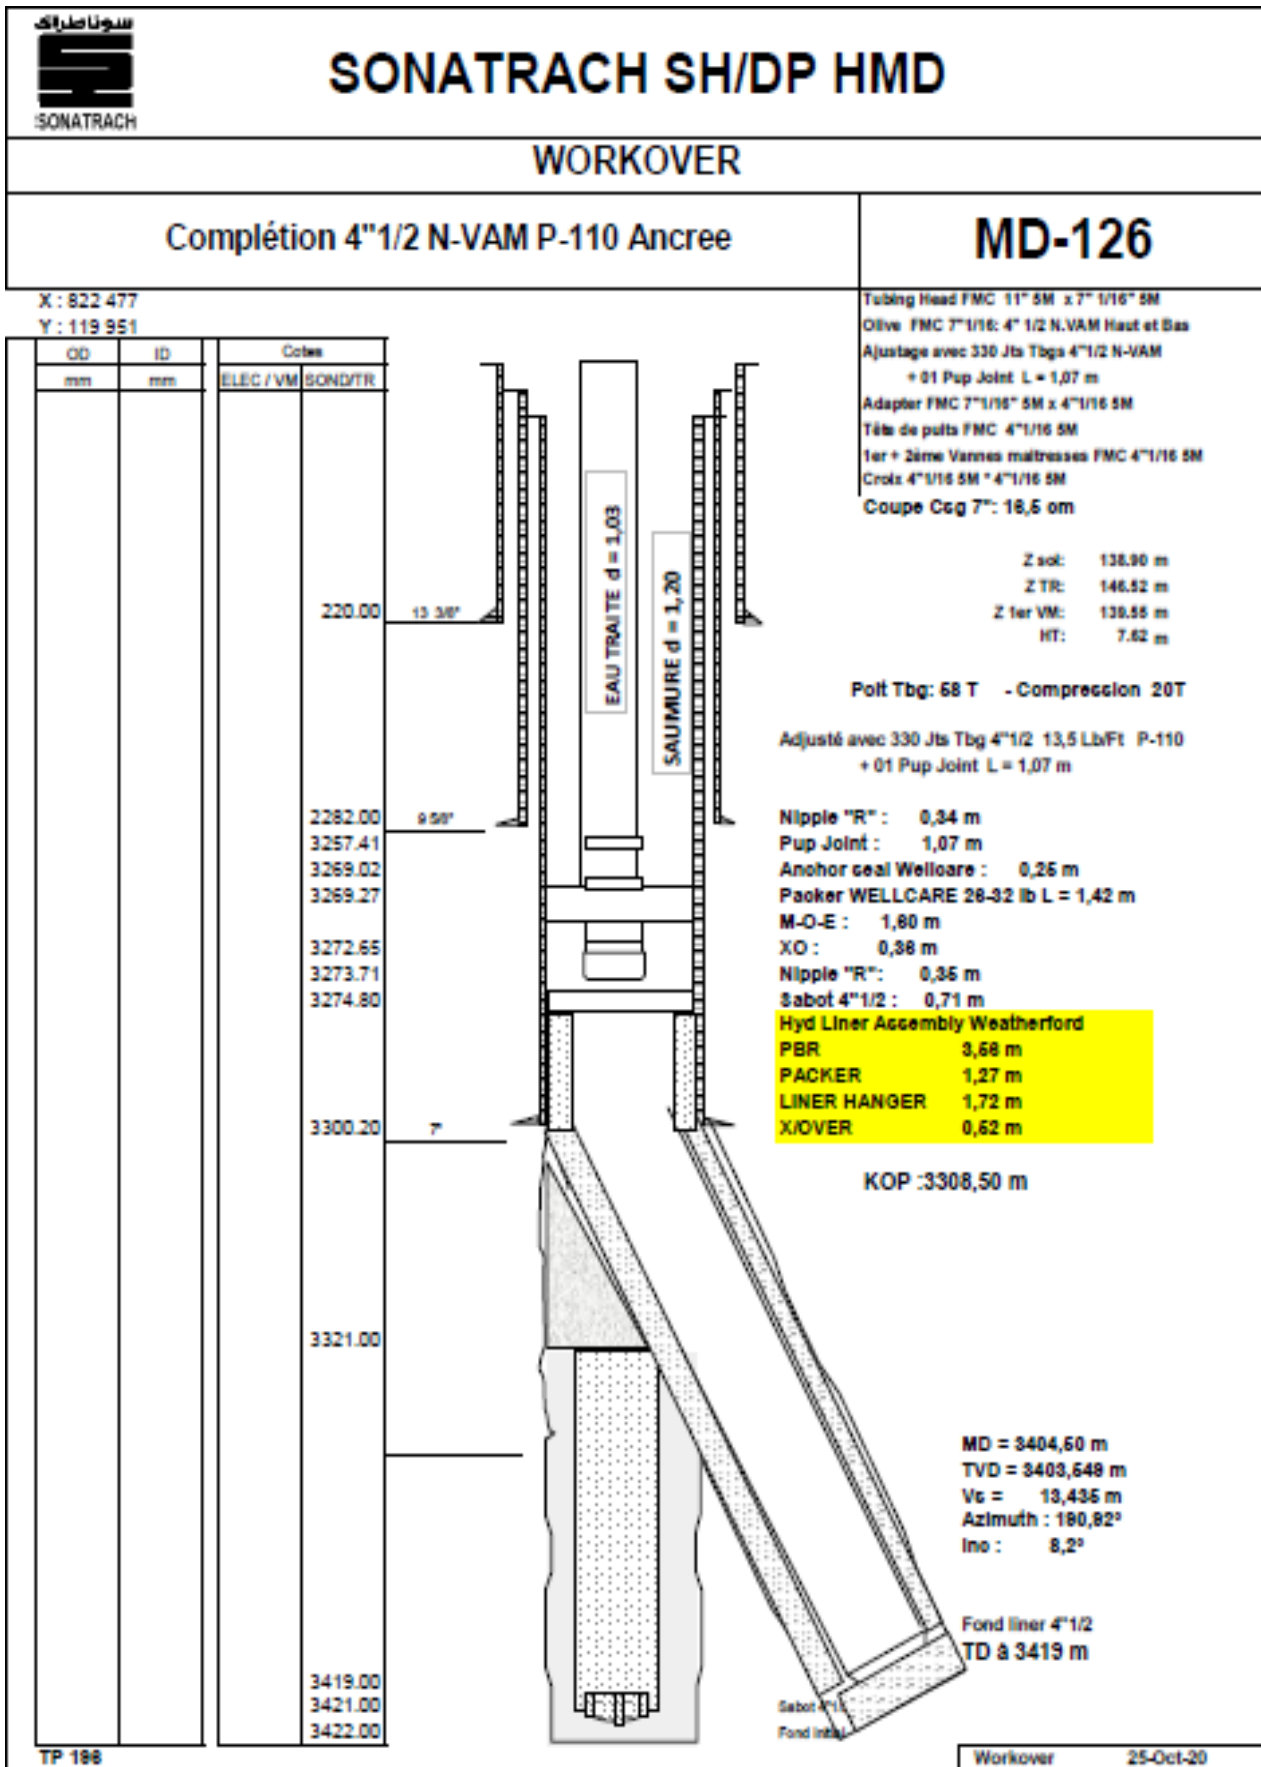 سوناطراك
SONATRACH
SONATRACH SH/DP HMD
WORKOVER
Complétion 4"1/2 N-VAM P-110 Ancree
MD-126
X : 822 477
Y : 119 951
OD ID Cotes
mm mm ELEC / VM SOND/TR
Tubing Head FMC 11" 5M x 7" 1/16" 5M
Olive FMC 7"1/16: 4" 1/2 N.VAM Haut et Bas
Ajustage avec 330 Jts Tbgs 4"1/2 N-VAM
+ 01 Pup Joint L = 1,07 m
Adapter FMC 7"1/16" 5M x 4"1/16 5M
Tête de puits FMC 4"1/16 5M
1er + 2ème Vannes maitresses FMC 4"1/16 5M
Croix 4"1/16 5M * 4"1/16 5M
Coupe Csg 7": 16,5 cm
Z sol: 138.90 m
Z TR: 146.52 m
Z 1er VM: 139.55 m
HT: 7.62 m
EAU TRAITE d = 1,03
SAUMURE d = 1,20
220.00 13 3/8"
Poit Tbg: 58 T - Compression 20T
Adjusté avec 330 Jts Tbg 4"1/2 13,5 Lb/Ft P-110
+ 01 Pup Joint L = 1,07 m
2282.00 9 5/8"
3257.41
3269.02
3269.27
3272.65
3273.71
3274.80
Nipple "R" : 0,34 m
Pup Joint : 1,07 m
Anchor seal Wellcare : 0,25 m
Packer WELLCARE 26-32 lb L = 1,42 m
M-O-E : 1,60 m
XO : 0,36 m
Nipple "R": 0,35 m
Sabot 4"1/2 : 0,71 m
Hyd Liner Assembly Weatherford
PBR 3,56 m
PACKER 1,27 m
LINER HANGER 1,72 m
X/OVER 0,52 m
3300.20 7"
KOP :3308,50 m
3321.00
MD = 3404,50 m
TVD = 3403,549 m
Vs = 13,435 m
Azimuth : 190,92°
Inc : 8,2°
Fond liner 4"1/2
TD à 3419 m
3419.00
3421.00
3422.00
Sabot
Fond
TP 196
Workover 25-Oct-20